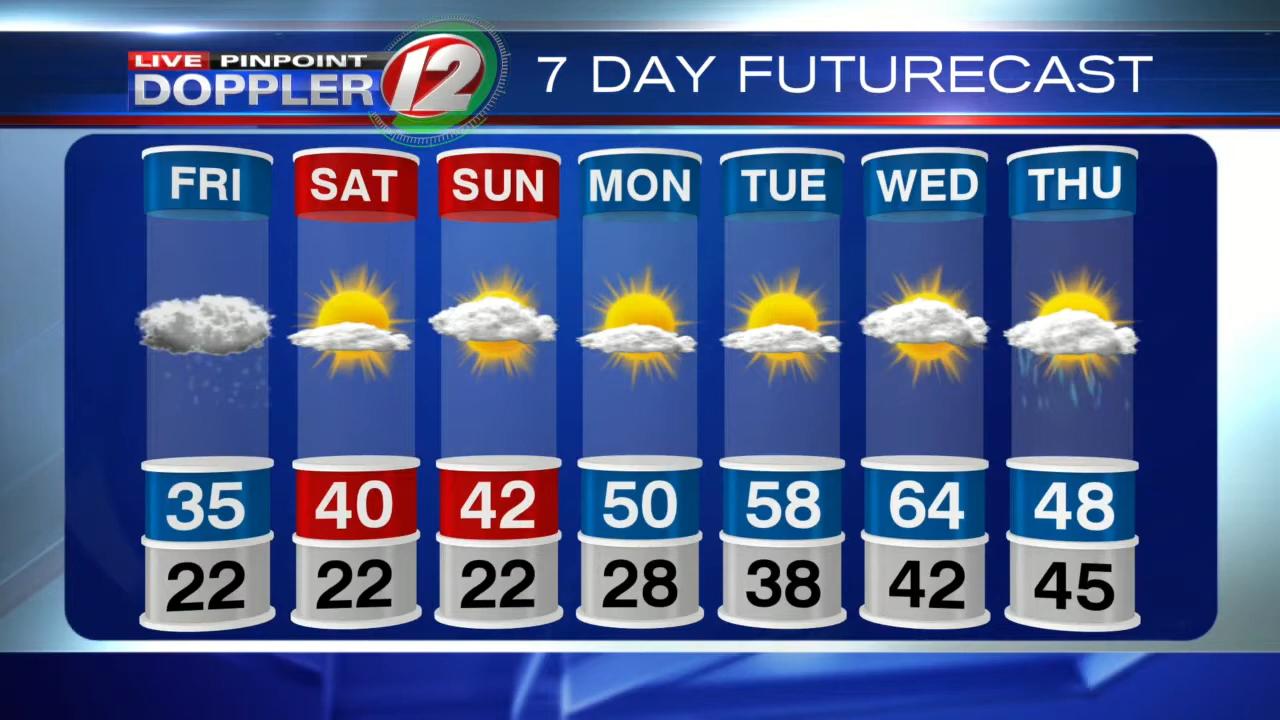 LIVE PINPOINT
DOPPLER 12
7 DAY FUTURECAST
FRI SAT SUN MON TUE WED THU
35 40 42 50 58 64 48
22 22 22 28 38 42 45